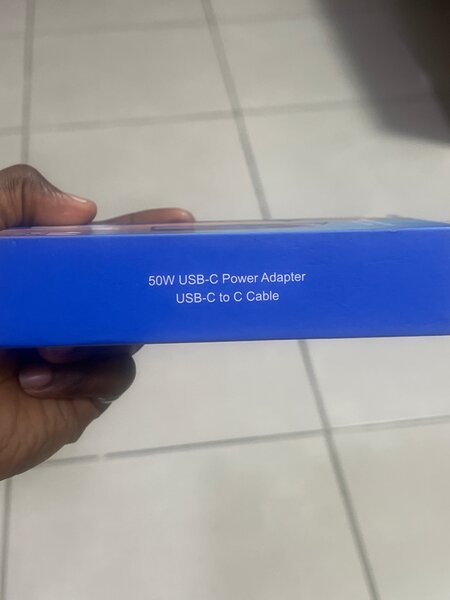 50W USB-C Power Adapter
USB-C to C Cable